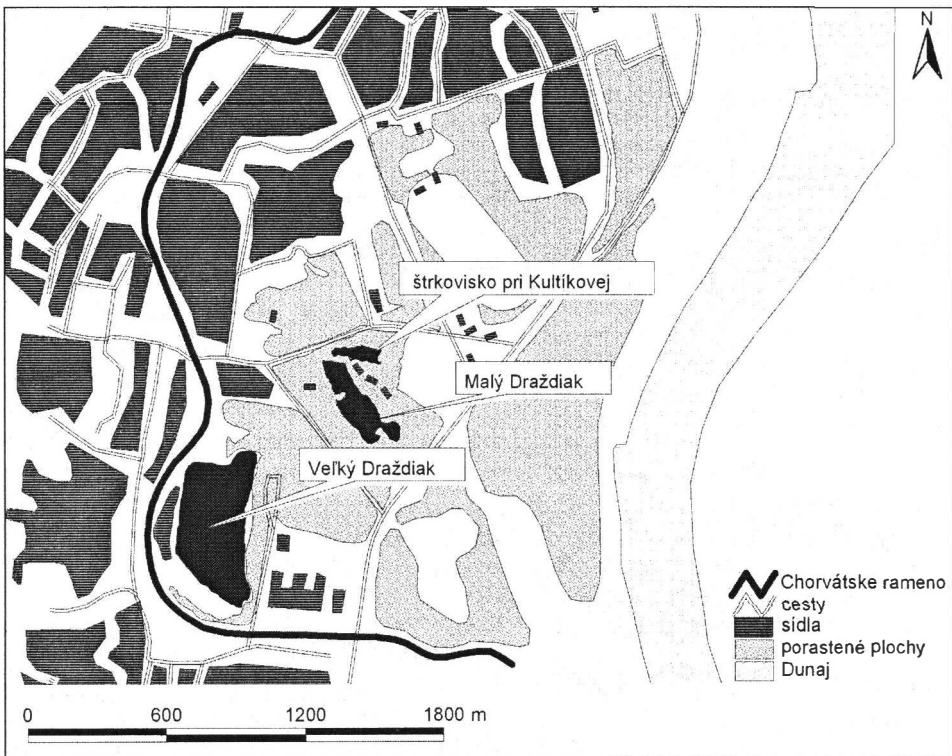 N
štrkovisko pri Kultíkovej
Malý Draždiak
Veľký Draždiak
Chorvátske rameno
cesty
sídla
porastené plochy
Dunaj
0 600 1200 1800 m